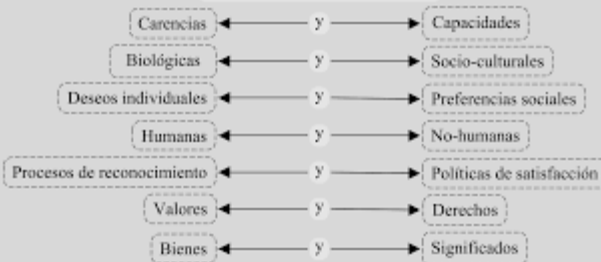 Carencias y Capacidades
Biológicas y Socio-culturales
Deseos individuales y Preferencias sociales
Humanas y No-humanas
Procesos de reconocimiento y Políticas de satisfacción
Valores y Derechos
Bienes y Significados